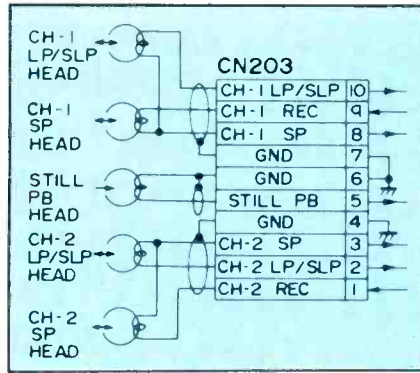 CH-1
LP/SLP
HEAD
CH-1
SP
HEAD
STILL
PB
HEAD
CH-2
LP/SLP
HEAD
CH-2
SP
HEAD
CN203
CH-1 LP/SLP 10
CH-1 REC 9
CH-1 SP 8
GND 7
GND 6
STILL PB 5
GND 4
CH-2 SP 3
CH-2 LP/SLP 2
CH-2 REC 1